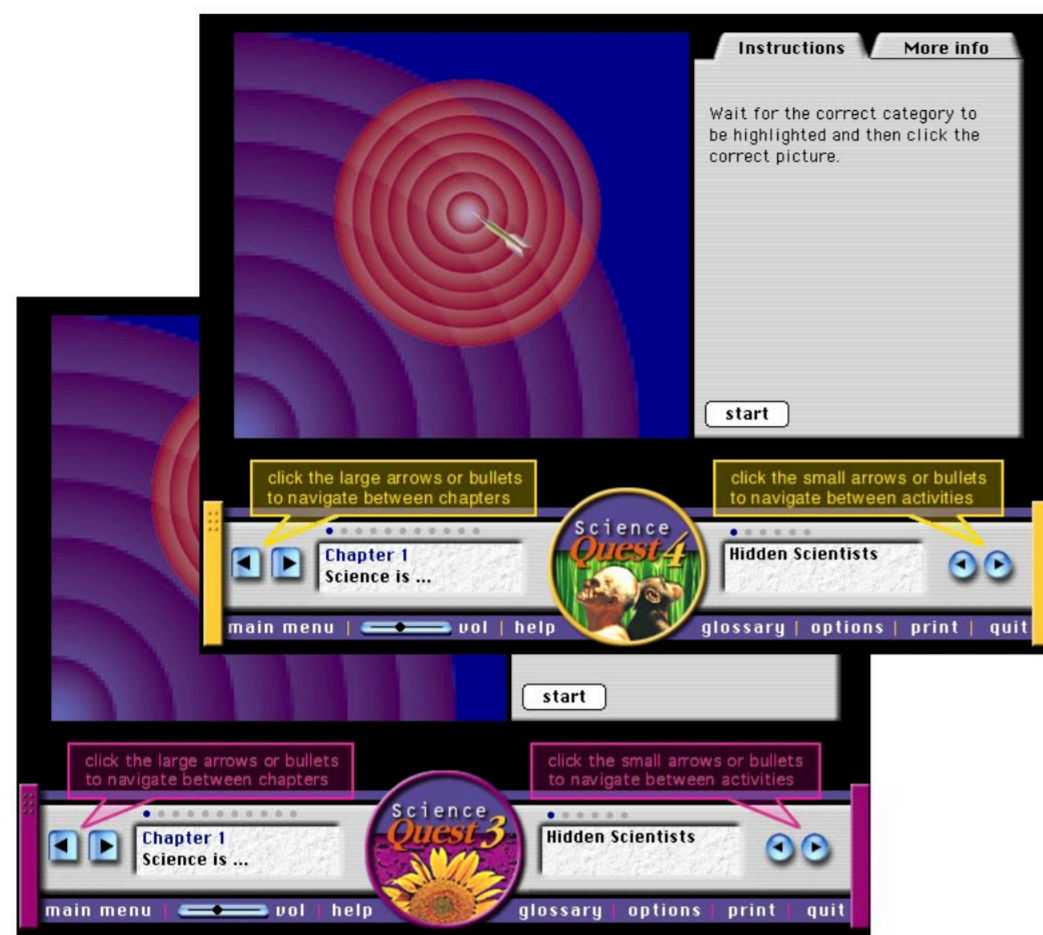 Instructions
More info
Wait for the correct category to
be highlighted and then click the
correct picture.
start
click the large arrows or bullets
to navigate between chapters
click the small arrows or bullets
to navigate between activities
Chapter 1
Science is ...
Science
Quest 4
Hidden Scientists
main menu | vol | help
glossary | options | print | quit
start
click the large arrows or bullets
to navigate between chapters
click the small arrows or bullets
to navigate between activities
Chapter 1
Science is ...
Science
Quest 3
Hidden Scientists
main menu | vol | help
glossary | options | print | quit